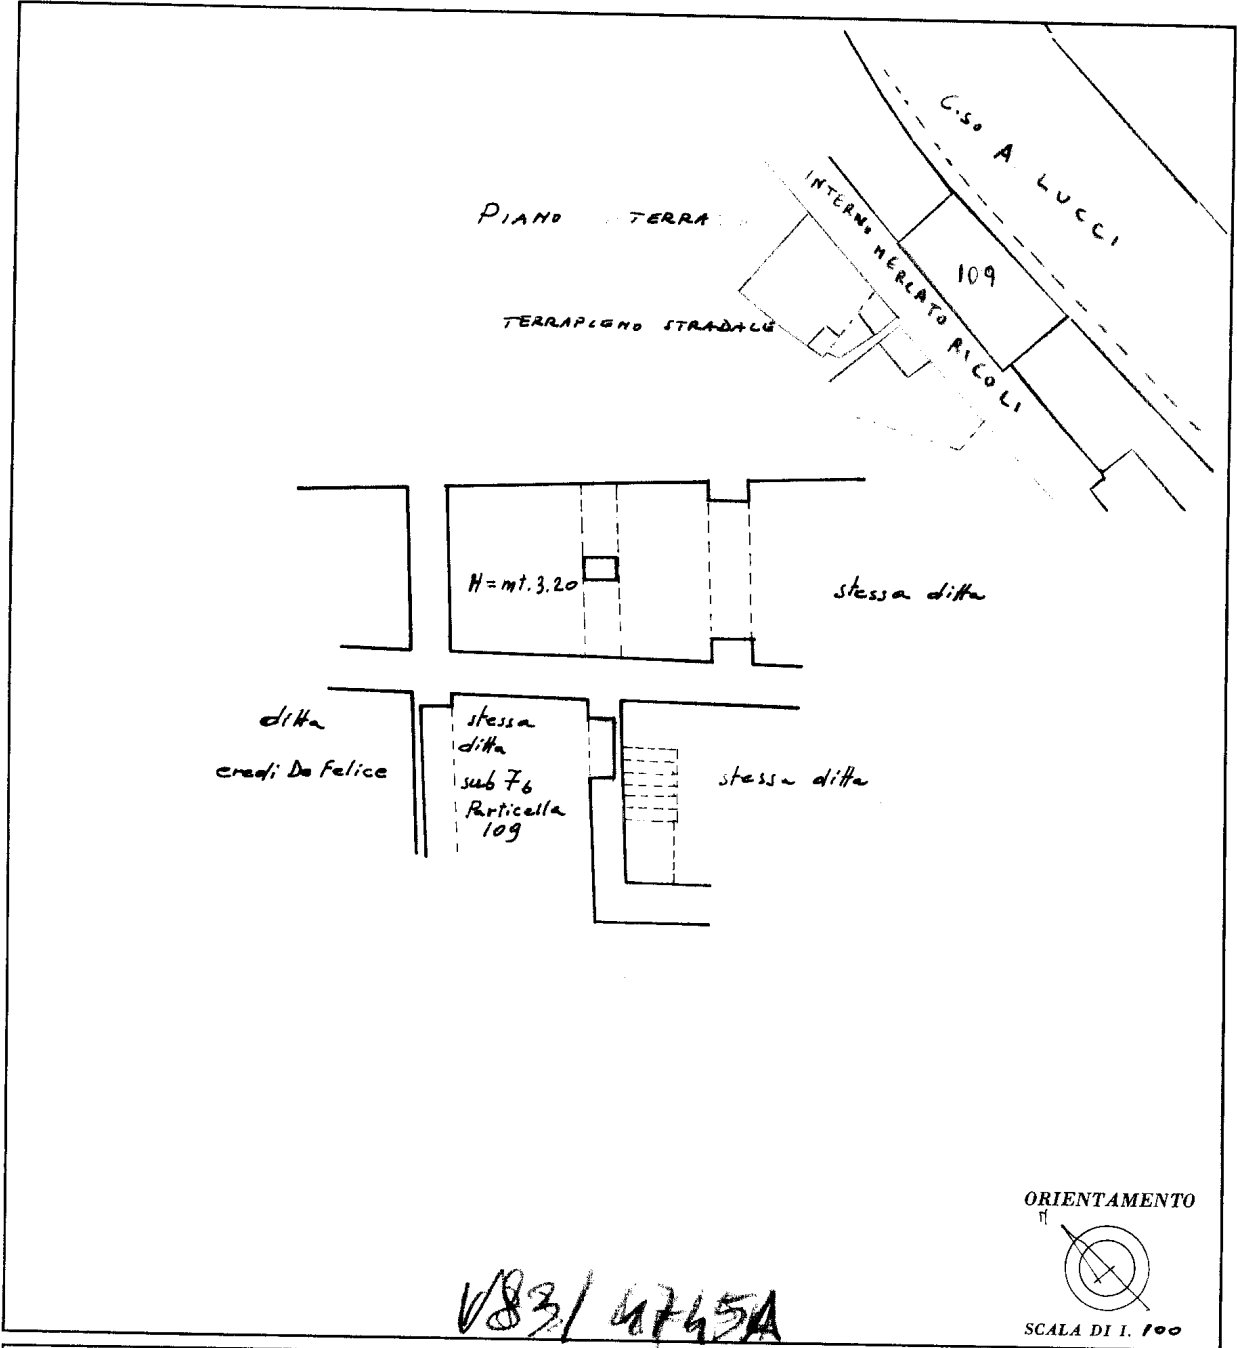 C.so A LUCCI
INTERNO MERCATO RICOLI
109
PIANO TERRA
TERRAPIENO STRADALE
H=mt.3.20
stessa ditta
ditta
eredi De Felice
stessa
ditta
sub 76
Particella
109
stessa ditta
ORIENTAMENTO
N
SCALA DI I. 100
V83/4745A